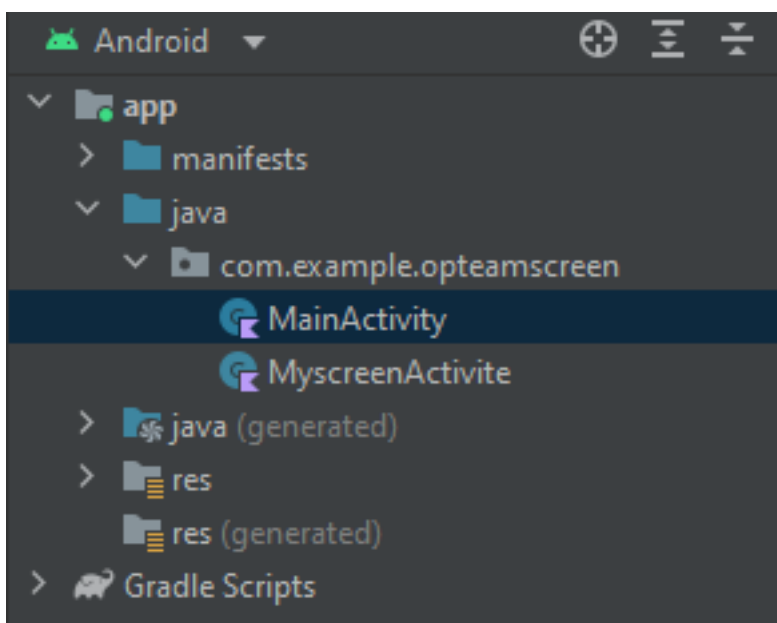 Android
app
manifests
java
com.example.opteamscreen
MainActivity
MyscreenActivite
java (generated)
res
res (generated)
Gradle Scripts